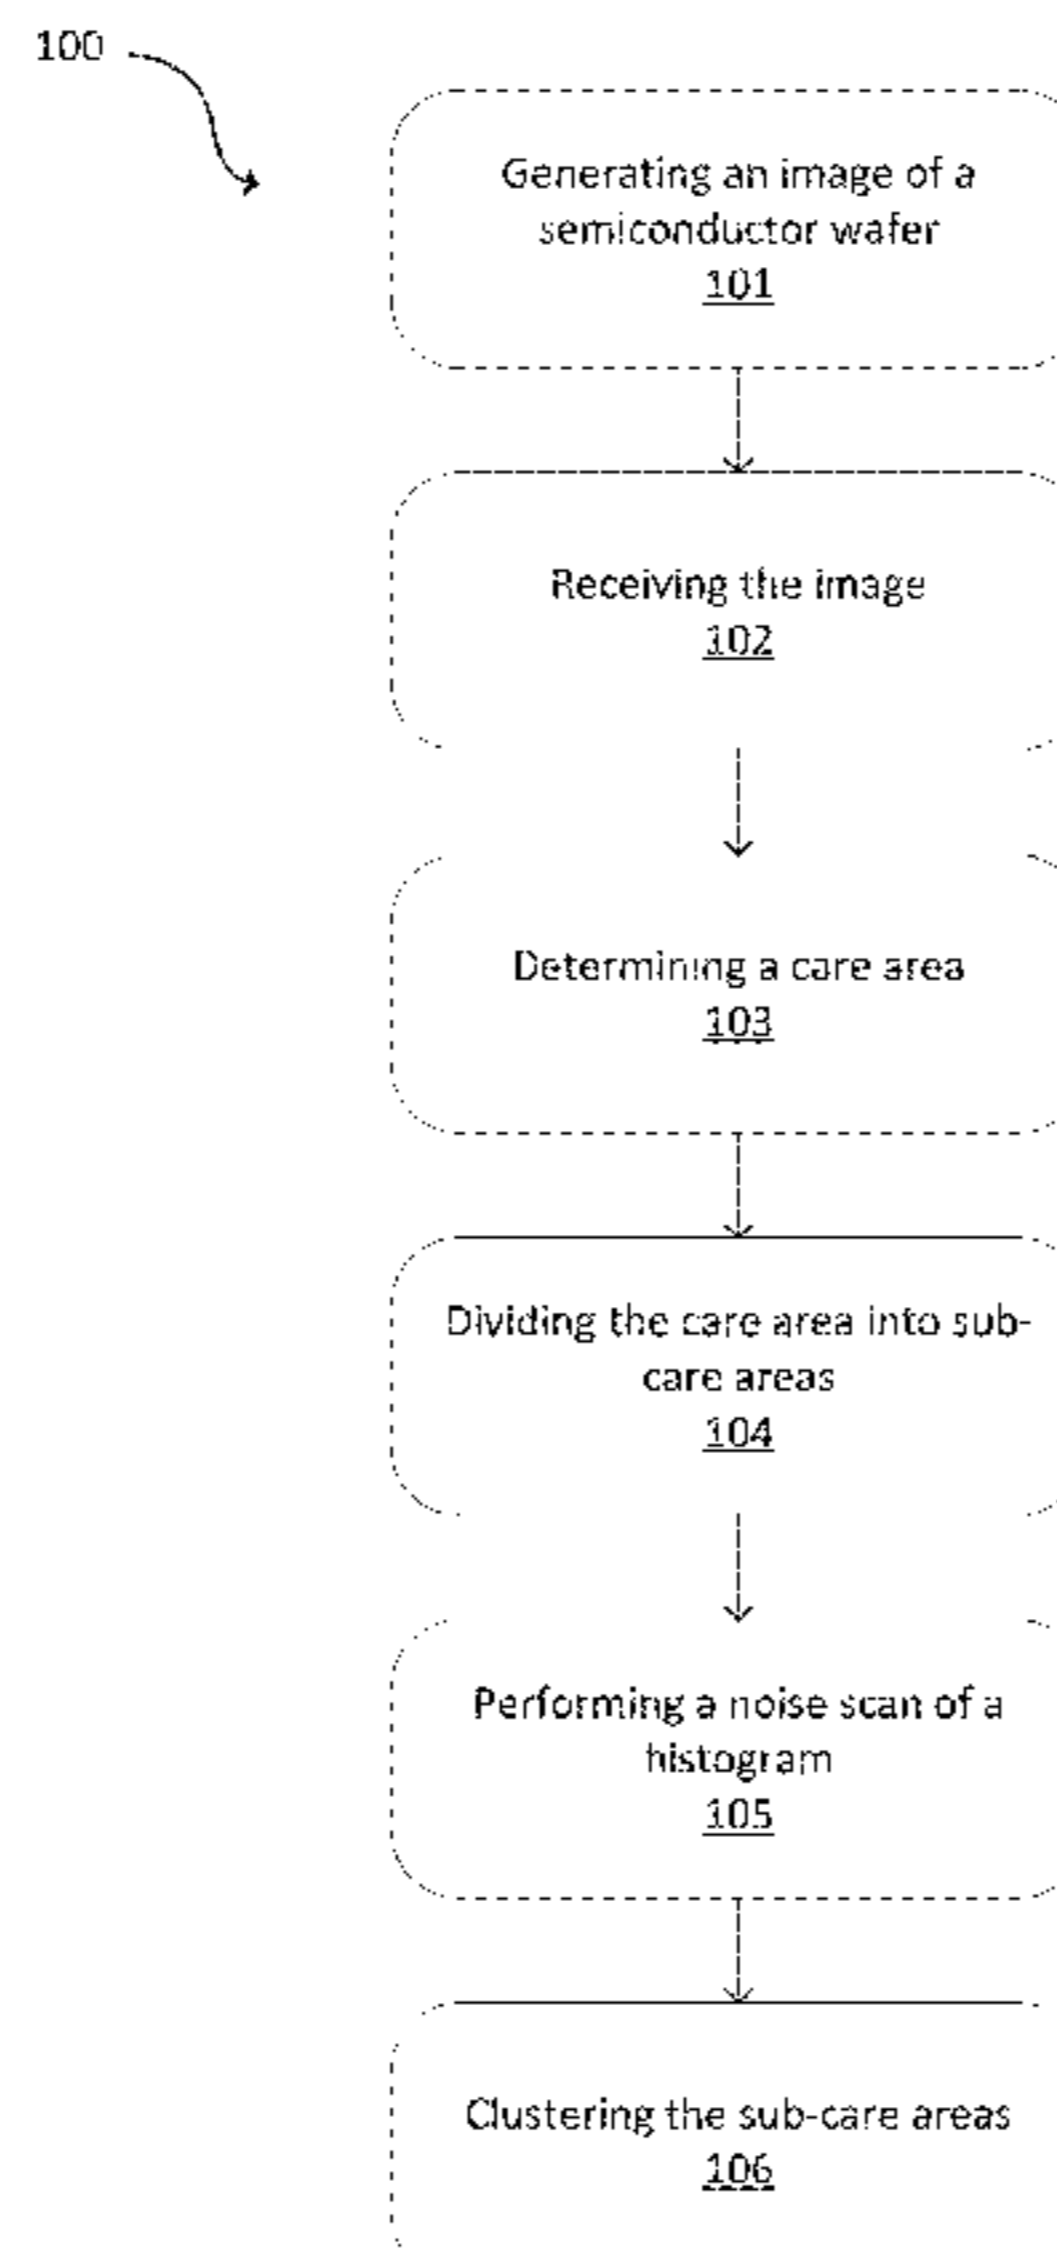 100
Generating an image of a
semiconductor wafer
101
Receiving the image
102
Determining a care area
103
Dividing the care area into sub-
care areas
104
Performing a noise scan of a
histogram
105
Clustering the sub-care areas
106